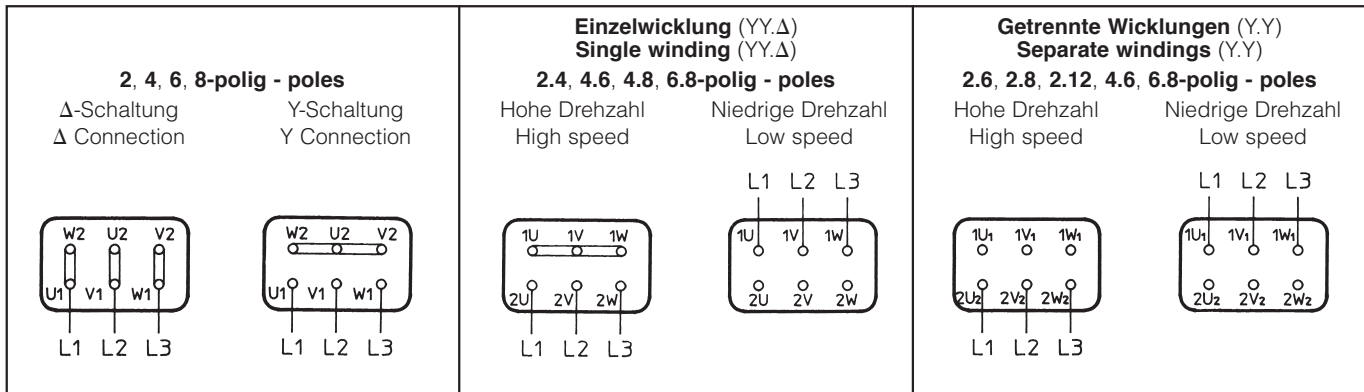 2, 4, 6, 8-polig - poles
Δ-Schaltung
Δ Connection
Y-Schaltung
Y Connection
W2 U2 V2
U1 V1 W1
L1 L2 L3
W2 U2 V2
U1 V1 W1
L1 L2 L3
Einzelwicklung (YY.Δ)
Single winding (YY.Δ)
2.4, 4.6, 4.8, 6.8-polig - poles
Hohe Drehzahl
High speed
Niedrige Drehzahl
Low speed
1U 1V 1W
2U 2V 2W
L1 L2 L3
L1 L2 L3
1U 1V 1W
2U 2V 2W
Getrennte Wicklungen (Y.Y)
Separate windings (Y.Y)
2.6, 2.8, 2.12, 4.6, 6.8-polig - poles
Hohe Drehzahl
High speed
Niedrige Drehzahl
Low speed
1U1 1V1 1W1
2U2 2V2 2W2
L1 L2 L3
L1 L2 L3
1U1 1V1 1W1
2U2 2V2 2W2